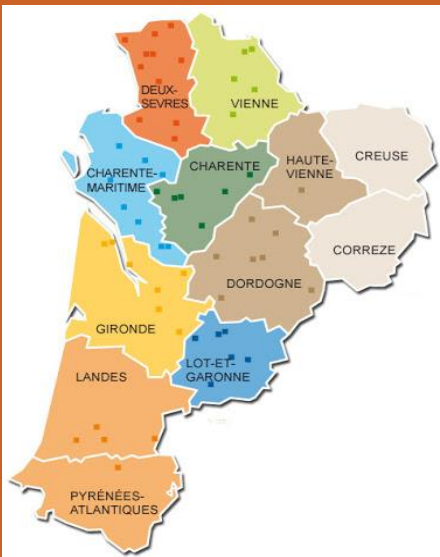 DEUX-
SEVRES
VIENNE
CHARENTE-
MARITIME
CHARENTE
HAUTE-
VIENNE
CREUSE
CORREZE
DORDOGNE
GIRONDE
LOT-ET-
GARONNE
LANDES
PYRÉNÉES-
ATLANTIQUES